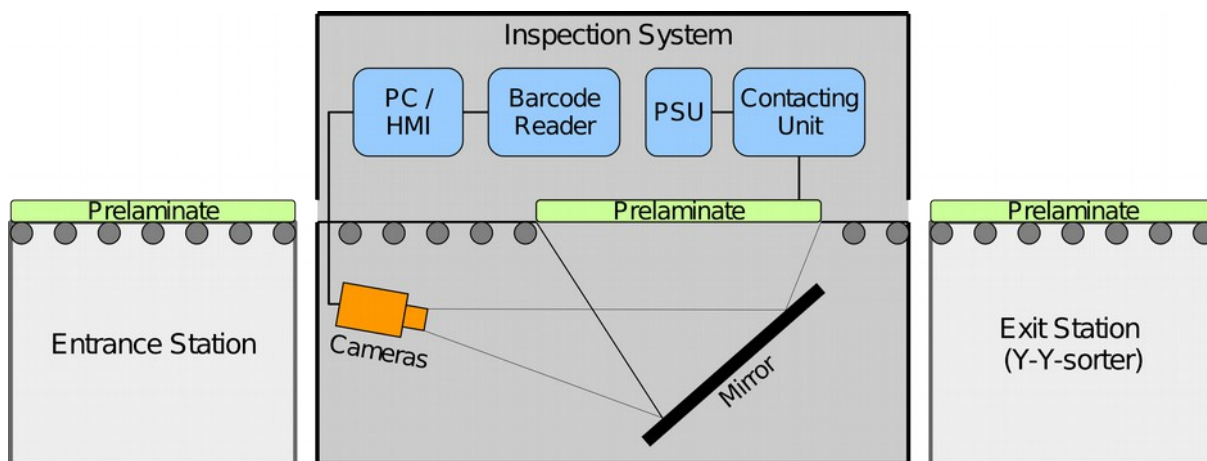 Inspection System
PC /
HMI
Barcode
Reader
PSU
Contacting
Unit
Prelaminate
Prelaminate
Prelaminate
Entrance Station
Cameras
Mirror
Exit Station
(Y-Y-sorter)